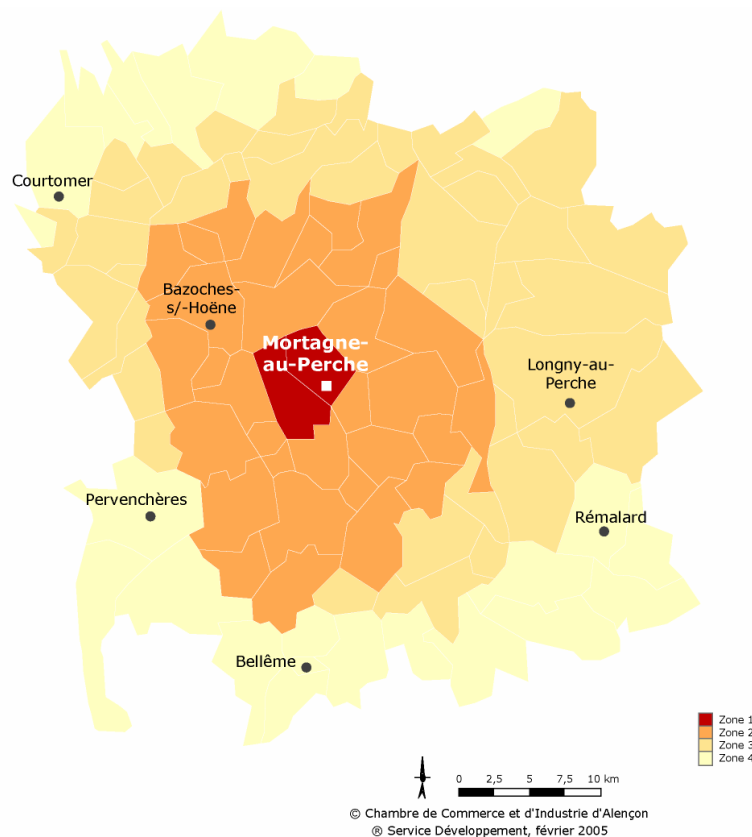 Courtomer
Bazoches-
s/-Hoëne
Mortagne-
au-Perche
Longny-au-
Perche
Pervenchères
Rémalard
Bellême
Zone 1
Zone 2
Zone 3
Zone 4
0 2,5 5 7,5 10 km
© Chambre de Commerce et d'Industrie d'Alençon
® Service Développement, février 2005